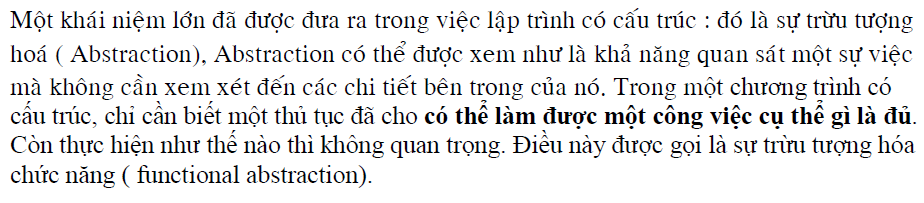 Một khái niệm lớn đã được đưa ra trong việc lập trình có cấu trúc : đó là sự trừu tượng
hoá ( Abstraction), Abstraction có thể được xem như là khả năng quan sát một sự việc
mà không cần xem xét đến các chi tiết bên trong của nó. Trong một chương trình có
cấu trúc, chỉ cần biết một thủ tục đã cho có thể làm được một công việc cụ thể gì là đủ.
Còn thực hiện như thế nào thì không quan trọng. Điều này được gọi là sự trừu tượng hóa
chức năng ( functional abstraction).